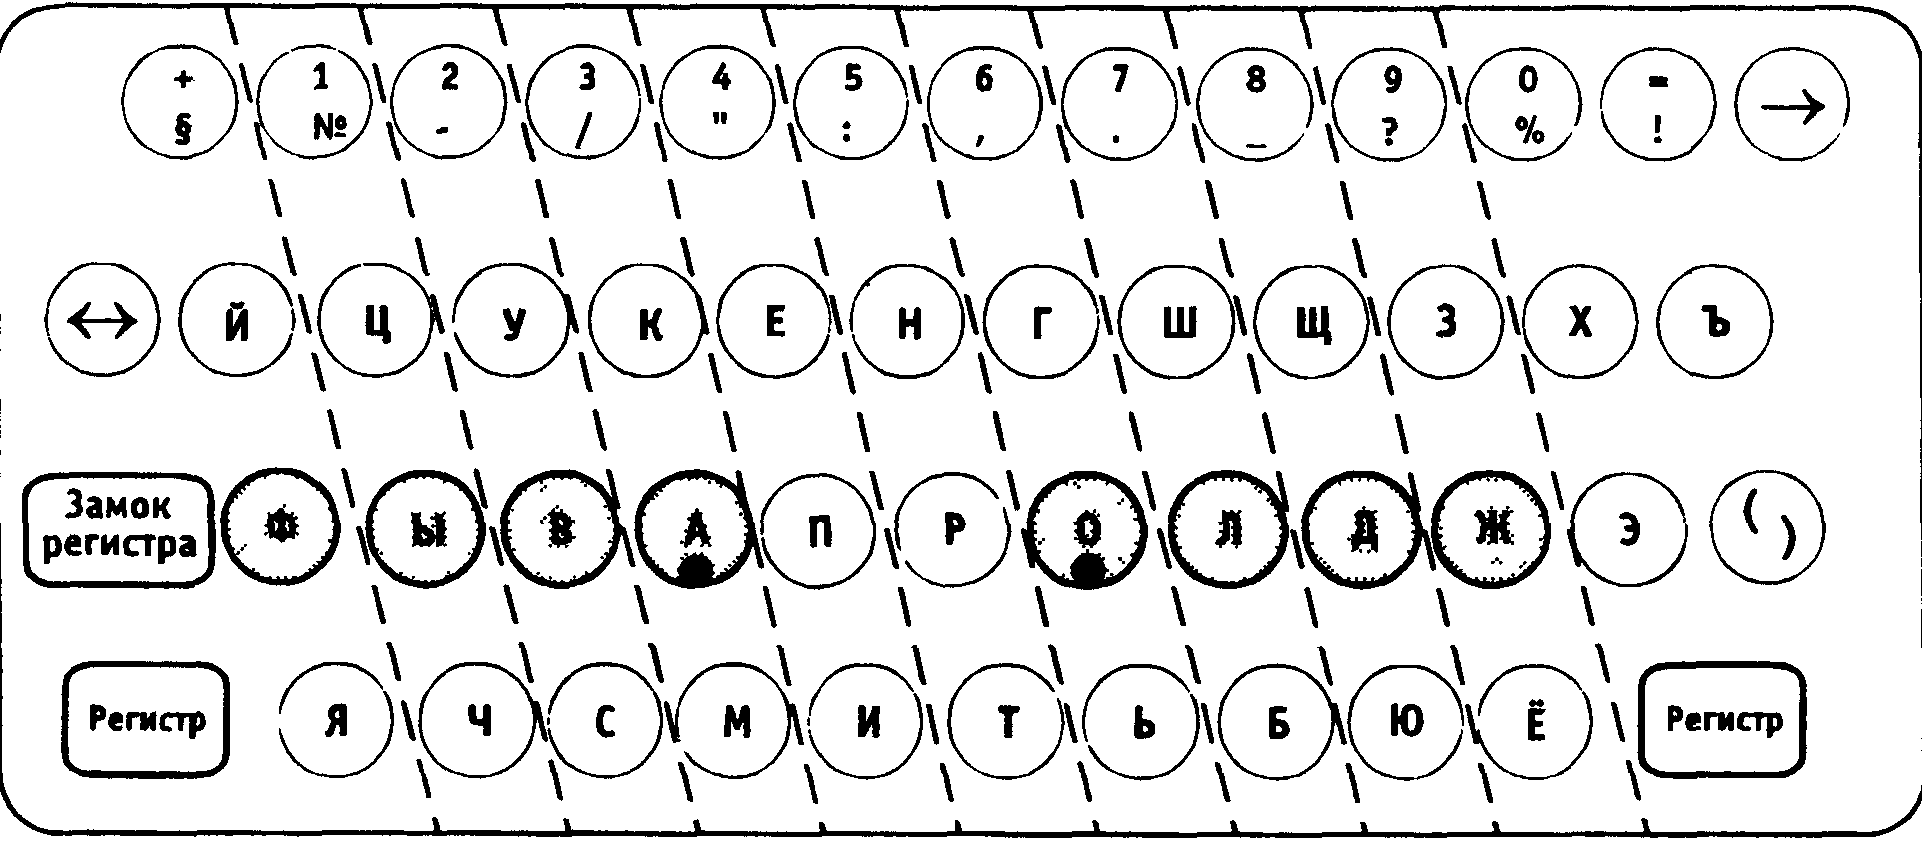 + 1 2 3 4 5 6 7 8 9 0 =
§ № - / " : , . _ ? % ! →
↔ Й Ц У К Е Н Г Ш Щ З Х Ъ
Замок
регистра Ф Ы В А П Р О Л Д Ж Э ( )
Регистр Я Ч С М И Т Ь Б Ю Ё Регистр